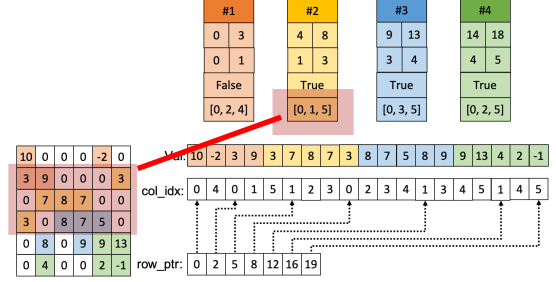 #1 #2 #3 #4
0 3 4 8 9 13 14 18
0 1 1 3 3 4 4 5
False True True True
[0, 2, 4] [0, 1, 5] [0, 3, 5] [0, 2, 5]
10 0 0 0 -2 0
3 9 0 0 0 3
0 7 8 7 0 0
3 0 8 7 5 0
0 8 0 9 9 13
0 4 0 0 2 -1
Val: 10 -2 3 9 3 7 8 7 3 8 7 5 8 9 9 13 4 2 -1
col_idx: 0 4 0 1 5 1 2 3 0 2 3 4 1 3 4 5 1 4 5
row_ptr: 0 2 5 8 12 16 19